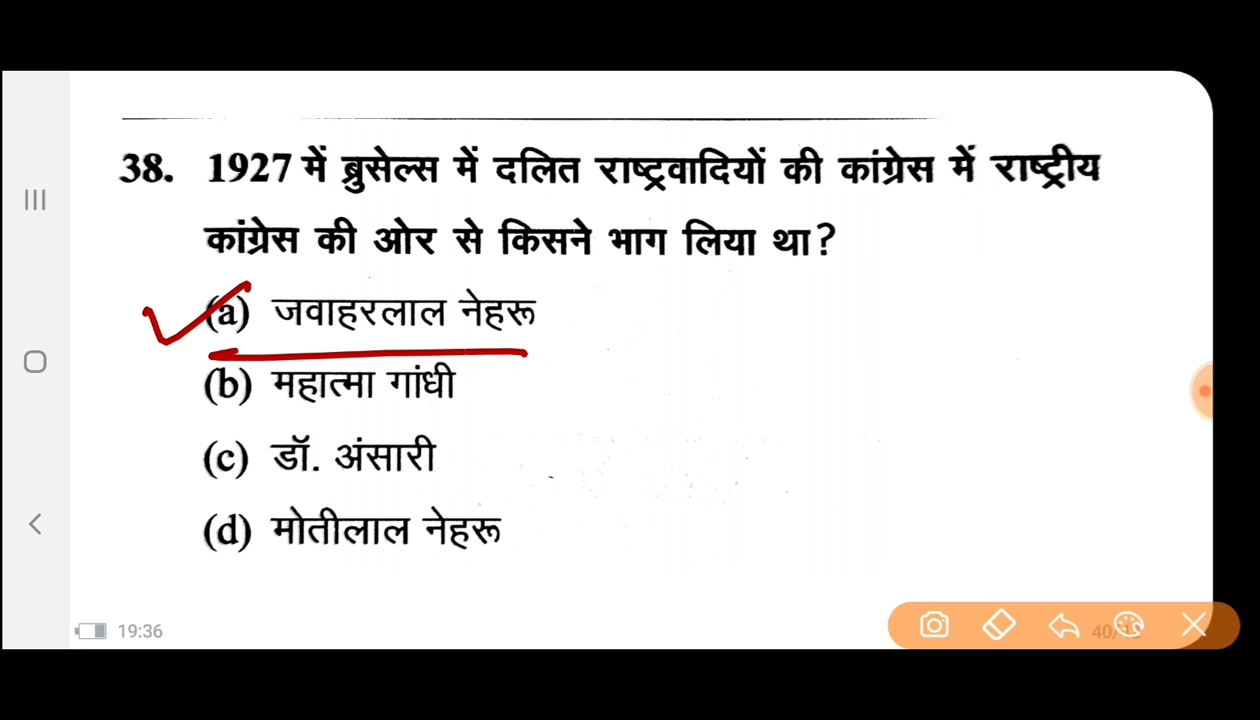 38. 1927 में ब्रुसेल्स में दलित राष्ट्रवादियों की कांग्रेस में राष्ट्रीय
कांग्रेस की ओर से किसने भाग लिया था?
(a) जवाहरलाल नेहरू
(b) महात्मा गांधी
(c) डॉ. अंसारी
(d) मोतीलाल नेहरू
19:36